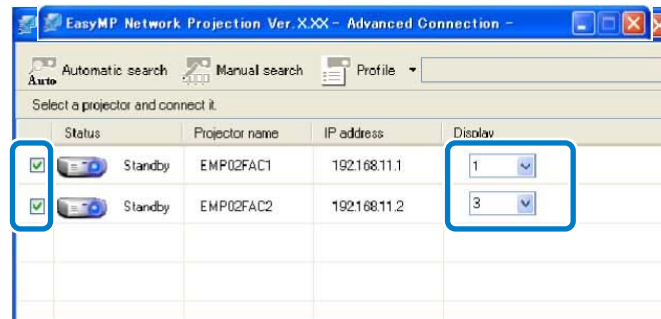 EasyMP Network Projection Ver.X.XX - Advanced Connection -
Auto Automatic search Manual search Profile
Select a projector and connect it.
Status Projector name IP address Display
Standby EMP02FAC1 192.168.11.1 1
Standby EMP02FAC2 192.168.11.2 3